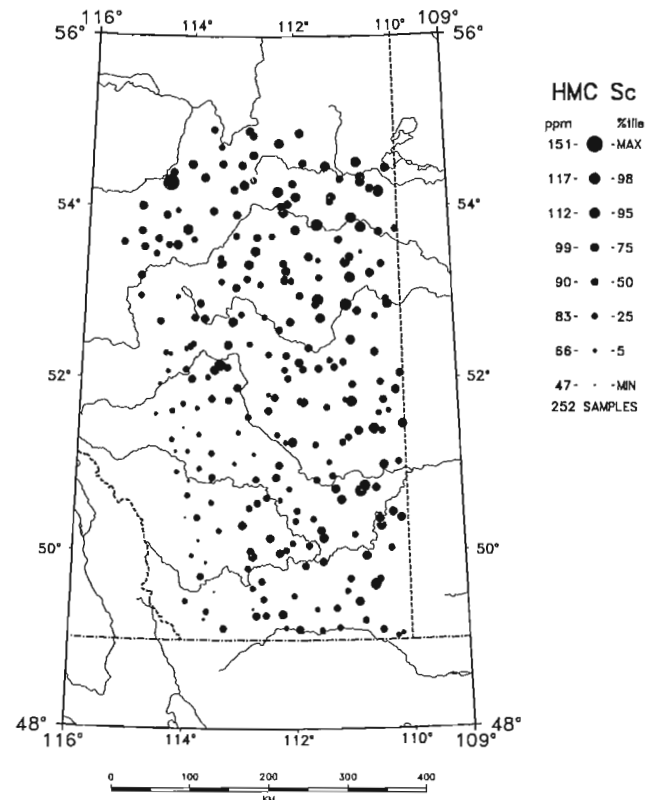 116° 114° 112° 110° 109°
56° 56°
HMC Sc
ppm %tile
151- -MAX
117- -98
112- -95
99- -75
90- -50
83- -25
66- -5
47- -MIN
252 SAMPLES
54° 54°
52° 52°
50° 50°
48° 48°
116° 114° 112° 110° 109°
0 100 200 300 400
KM